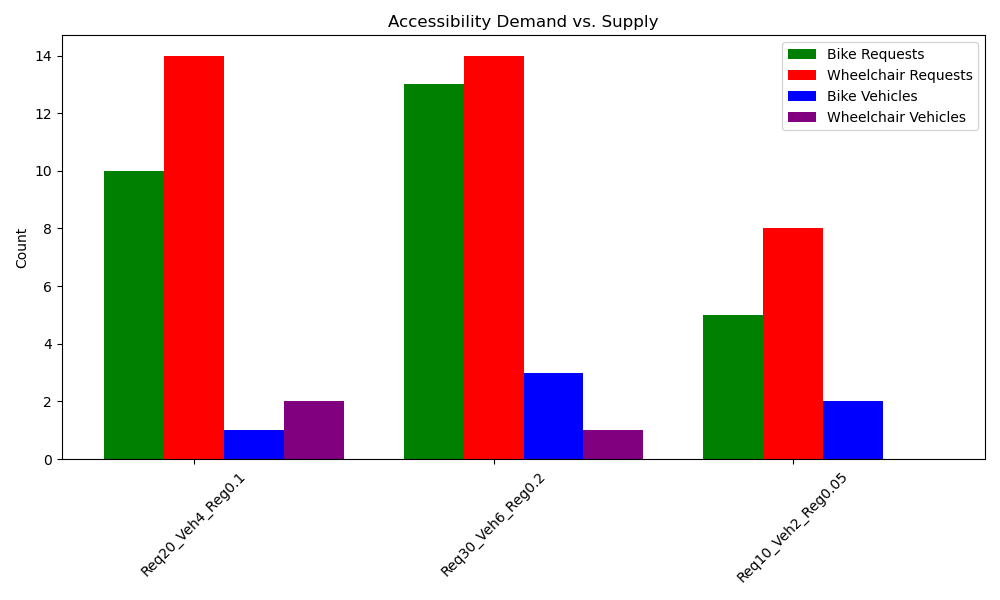 Accessibility Demand vs. Supply
Bike Requests
Wheelchair Requests
Bike Vehicles
Wheelchair Vehicles
Count
14
12
10
8
6
4
2
0
Req20_Veh4_Reg0.1
Req30_Veh6_Reg0.2
Req10_Veh2_Reg0.05